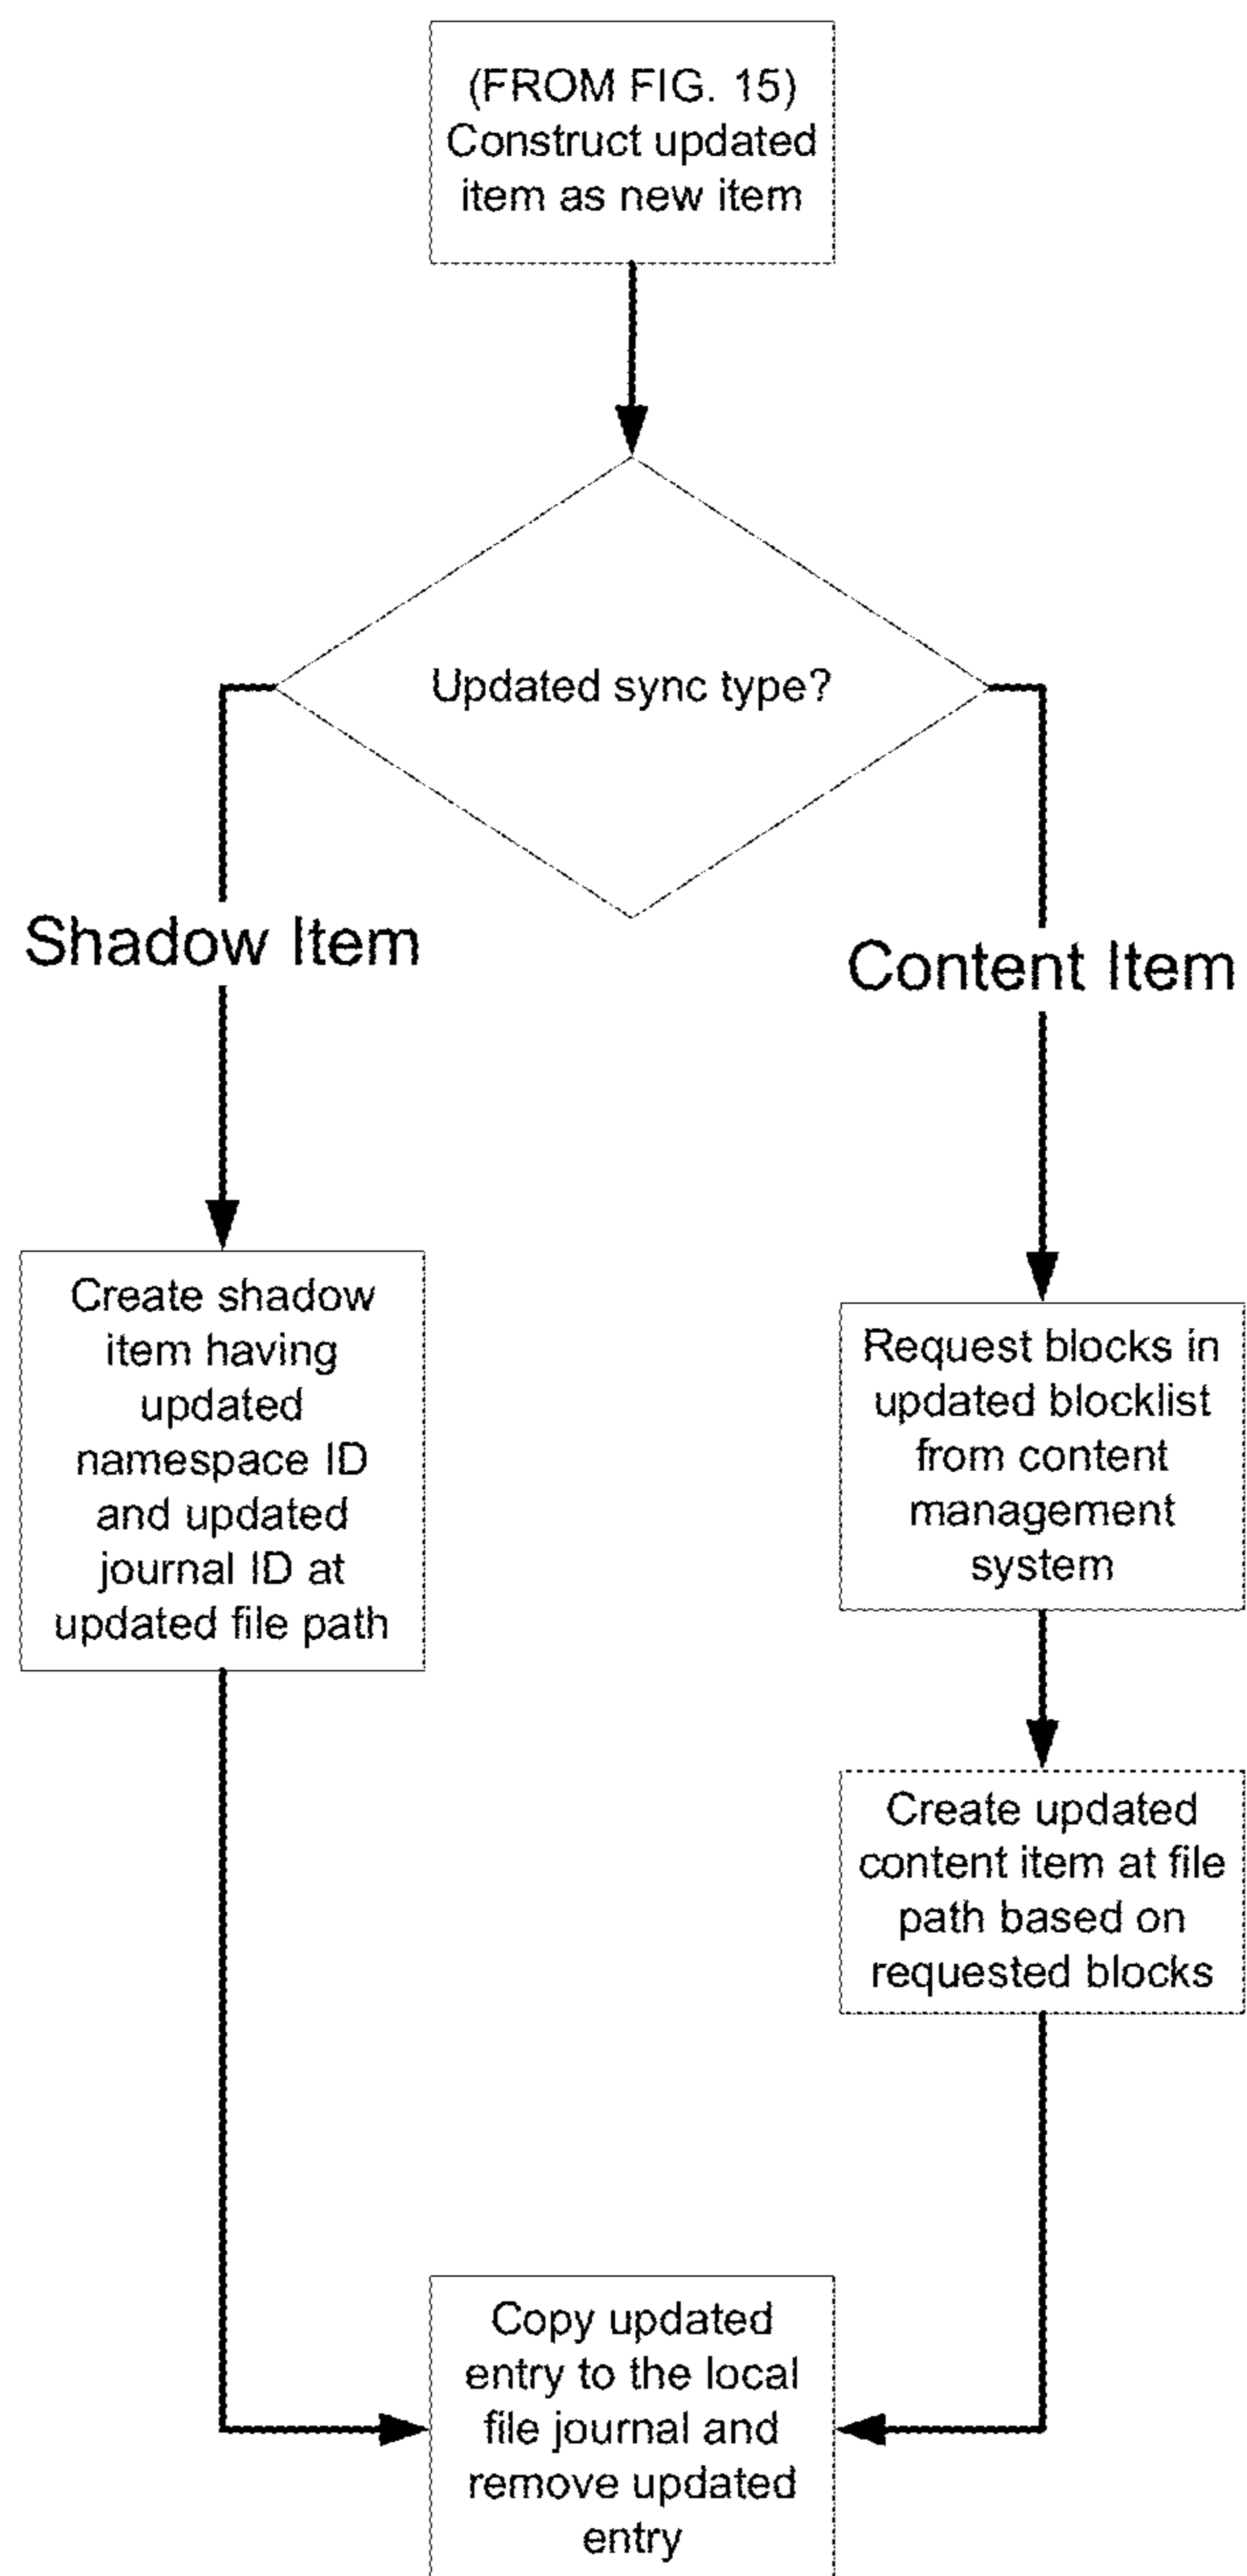 (FROM FIG. 15)
Construct updated
item as new item
Updated sync type?
Shadow Item
Content Item
Create shadow
item having
updated
namespace ID
and updated
journal ID at
updated file path
Request blocks in
updated blocklist
from content
management
system
Create updated
content item at file
path based on
requested blocks
Copy updated
entry to the local
file journal and
remove updated
entry